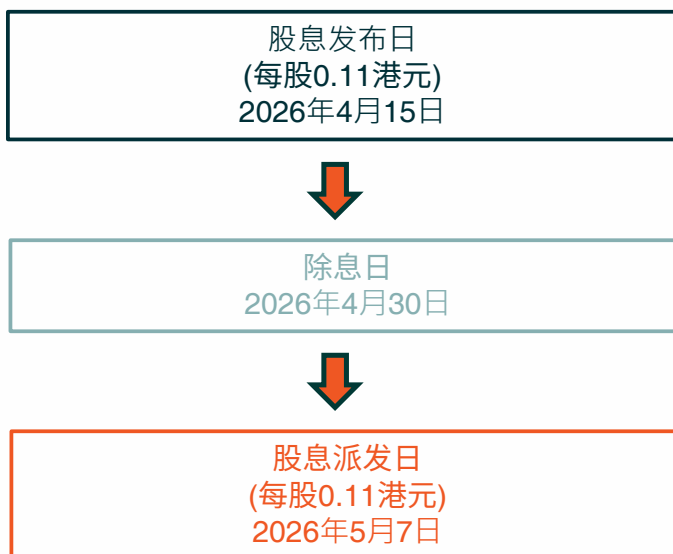 股息发布日
(每股0.11港元)
2026年4月15日
除息日
2026年4月30日
股息派发日
(每股0.11港元)
2026年5月7日